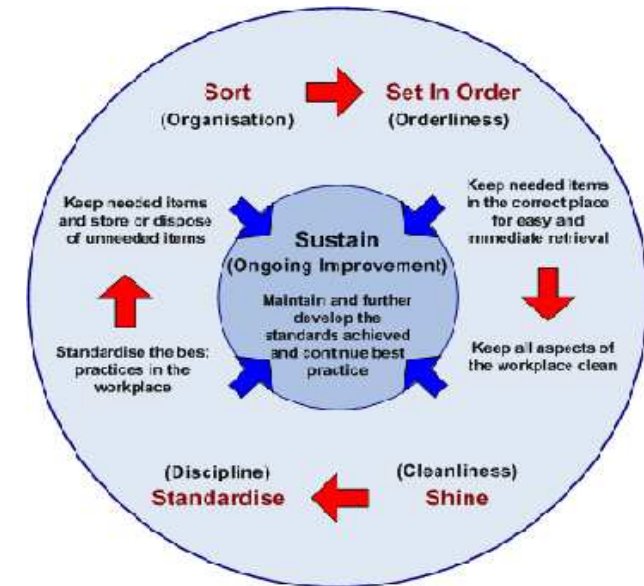 Sort
(Organisation)
Set In Order
(Orderliness)
Keep needed items
and store or dispose
of unneeded items
Keep needed items
in the correct place
for easy and
immediate retrieval
Sustain
(Ongoing Improvement)
Maintain and further
develop the
standards achieved
and continue best
practice
Standardise the best
practices in the
workplace
Keep all aspects of
the workplace clean
(Discipline)
Standardise
(Cleanliness)
Shine